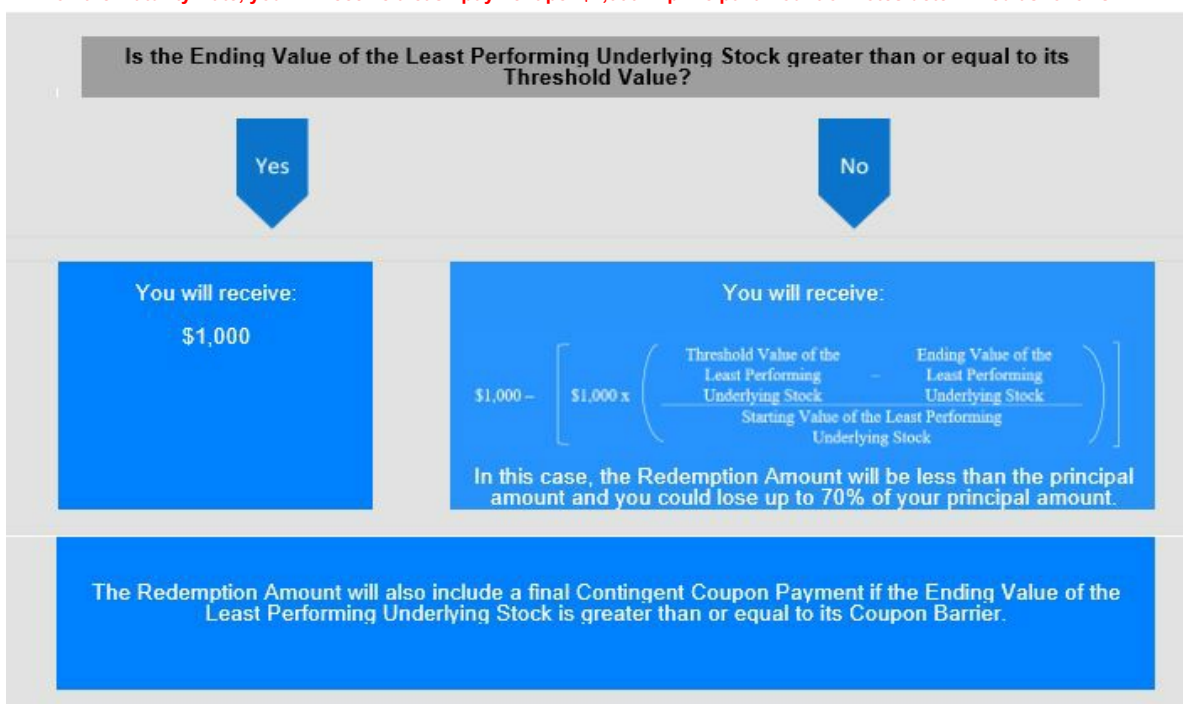 Is the Ending Value of the Least Performing Underlying Stock greater than or equal to its
Threshold Value?
Yes
No
You will receive:
$1,000
You will receive:
$1,000 –
$1,000 x
Threshold Value of the
Least Performing
Underlying Stock
–
Ending Value of the
Least Performing
Underlying Stock
Starting Value of the Least Performing
Underlying Stock
In this case, the Redemption Amount will be less than the principal
amount and you could lose up to 70% of your principal amount.
The Redemption Amount will also include a final Contingent Coupon Payment if the Ending Value of the
Least Performing Underlying Stock is greater than or equal to its Coupon Barrier.